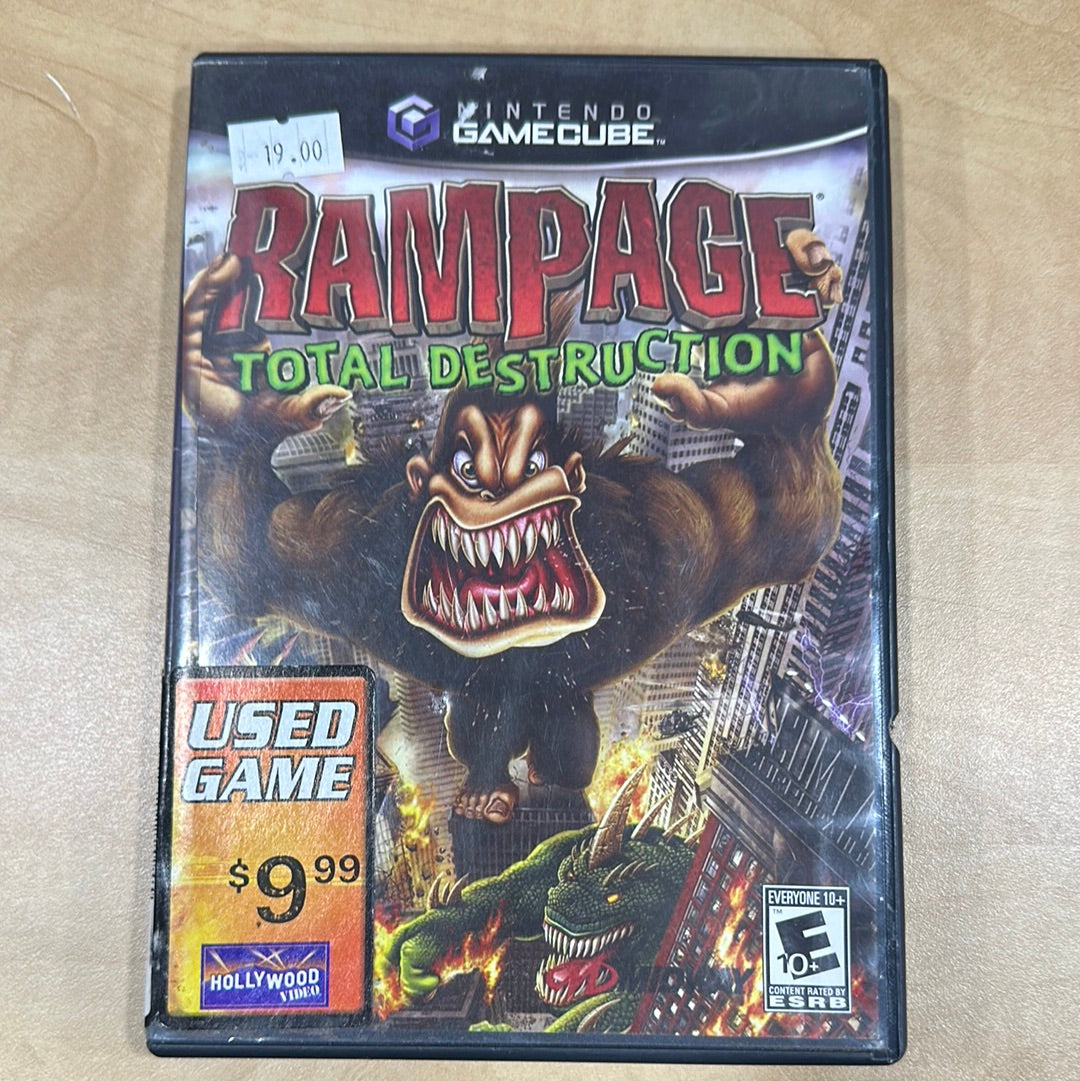 NINTENDO
GAMECUBE™
19.00
RAMPAGE®
TOTAL DESTRUCTION
USED
GAME
$9.99
HOLLYWOOD
VIDEO
EVERYONE 10+
E
10+
CONTENT RATED BY
ESRB